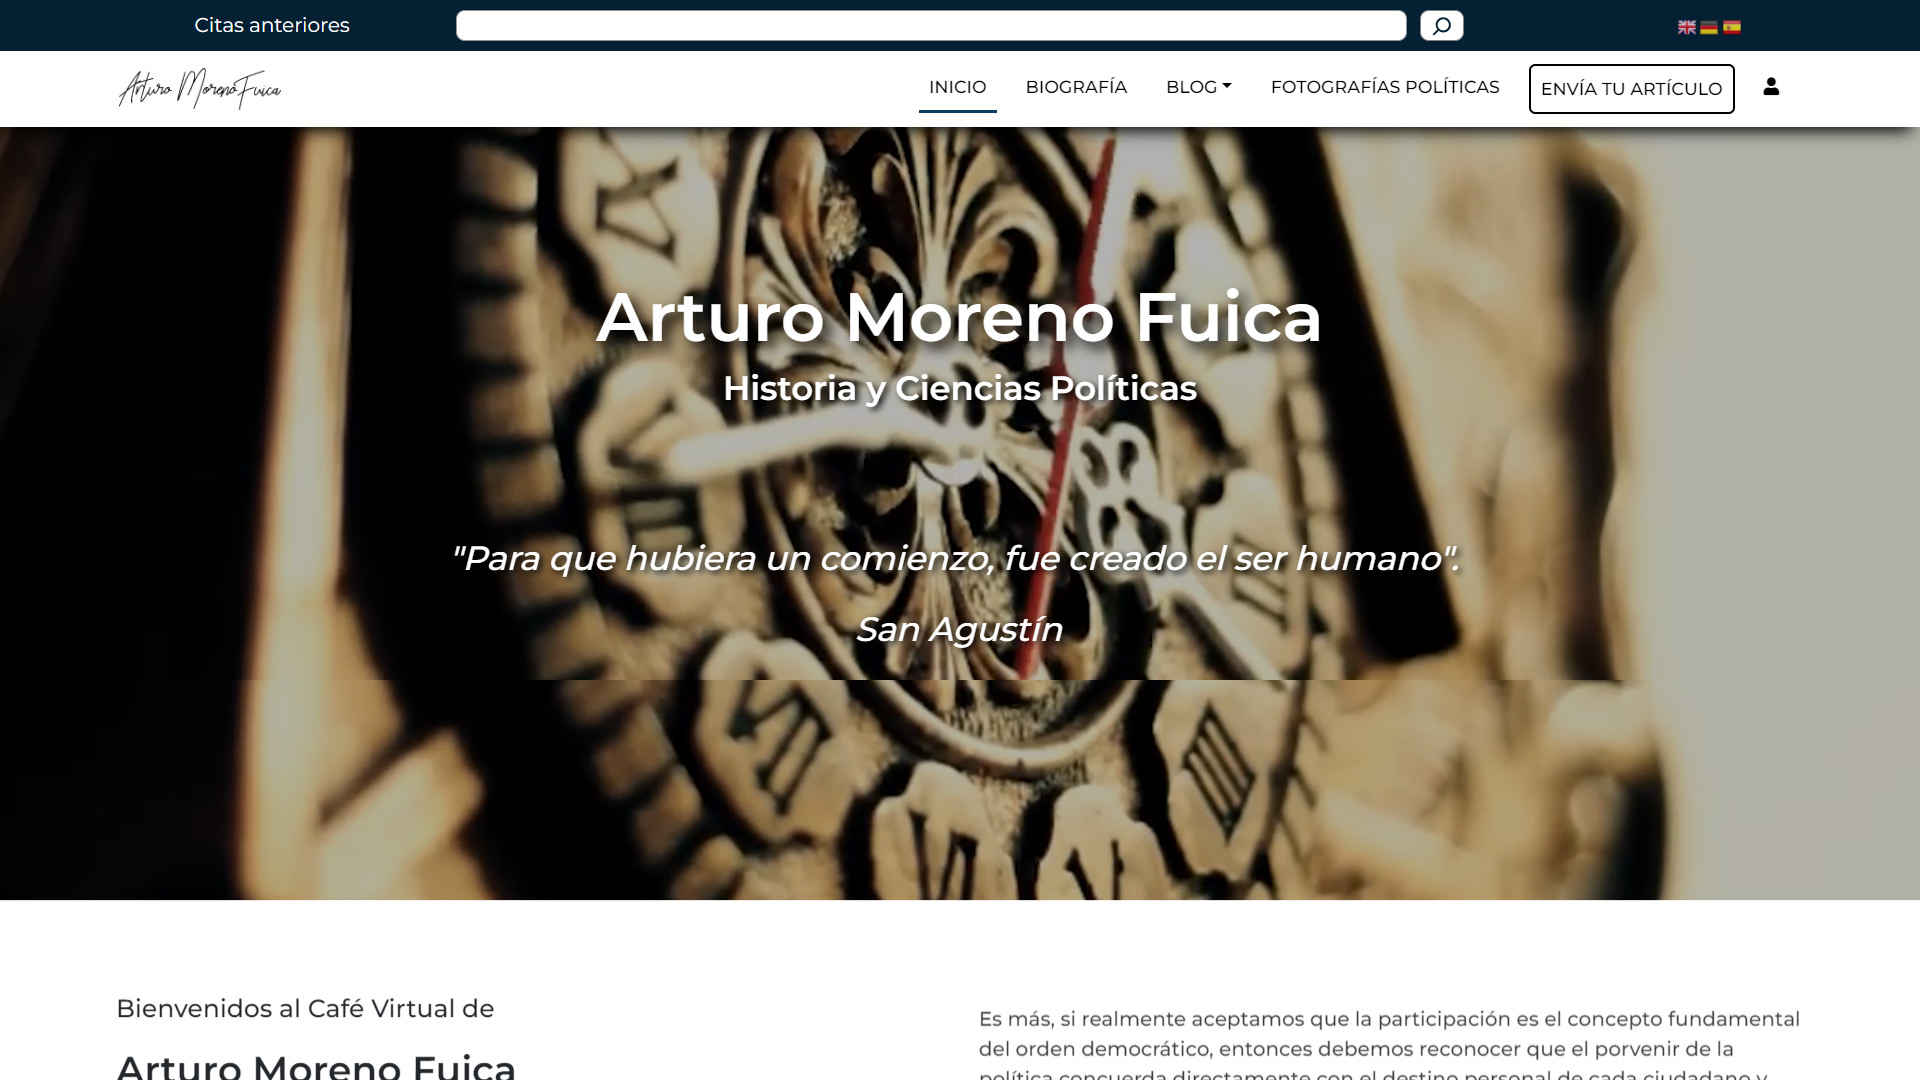 Citas anteriores
Arturo Moreno Fuica
INICIO
BIOGRAFÍA
BLOG
FOTOGRAFÍAS POLÍTICAS
ENVÍA TU ARTÍCULO
Arturo Moreno Fuica
Historia y Ciencias Políticas
"Para que hubiera un comienzo, fue creado el ser humano".
San Agustín
Bienvenidos al Café Virtual de
Arturo Moreno Fuica
Es más, si realmente aceptamos que la participación es el concepto fundamental
del orden democrático, entonces debemos reconocer que el porvenir de la
política concuerda directamente con el destino personal de cada ciudadano y